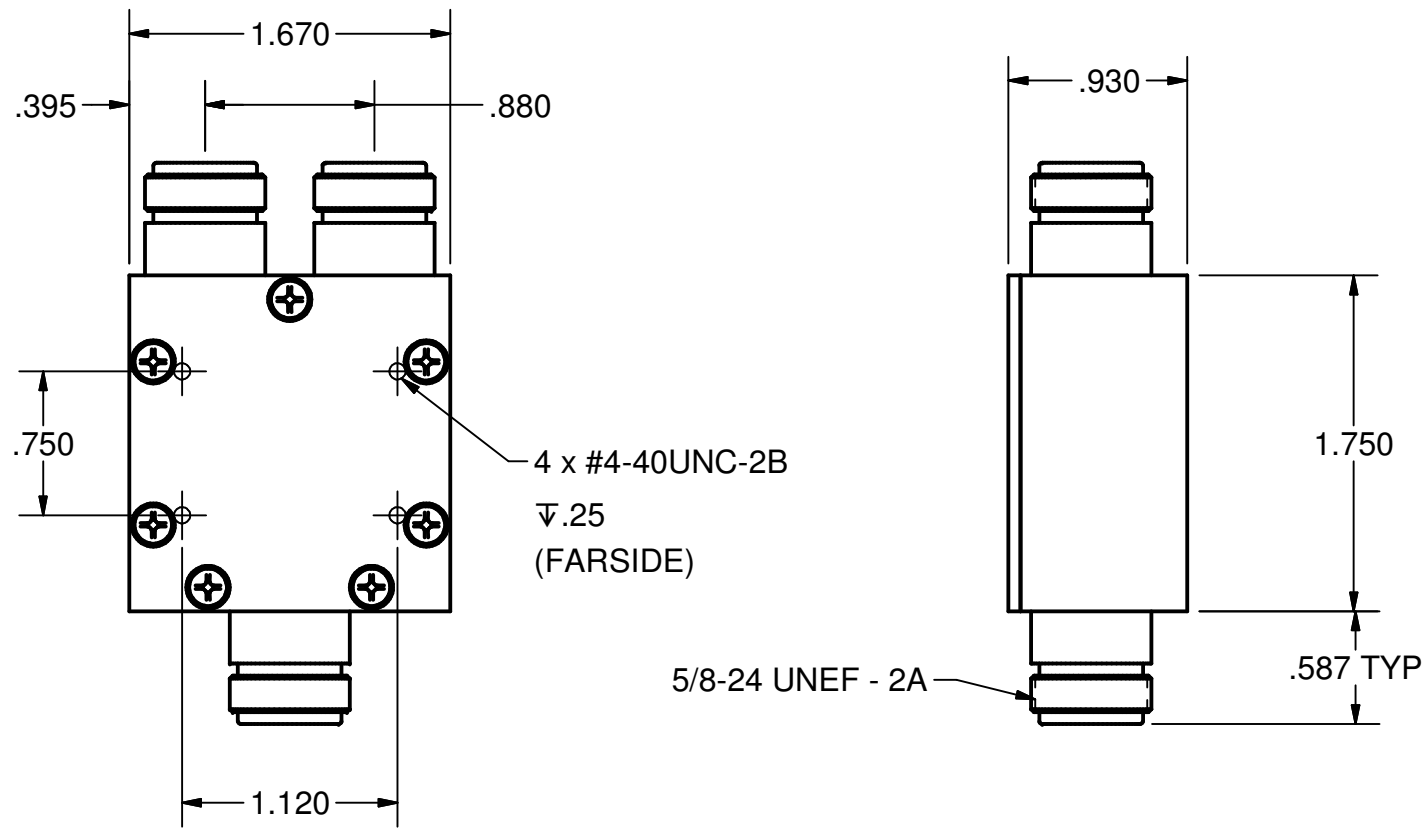 1.670
.395
.880
.930
.750
4 x #4-40UNC-2B
↧.25
(FARSIDE)
1.750
5/8-24 UNEF - 2A
.587 TYP
1.120